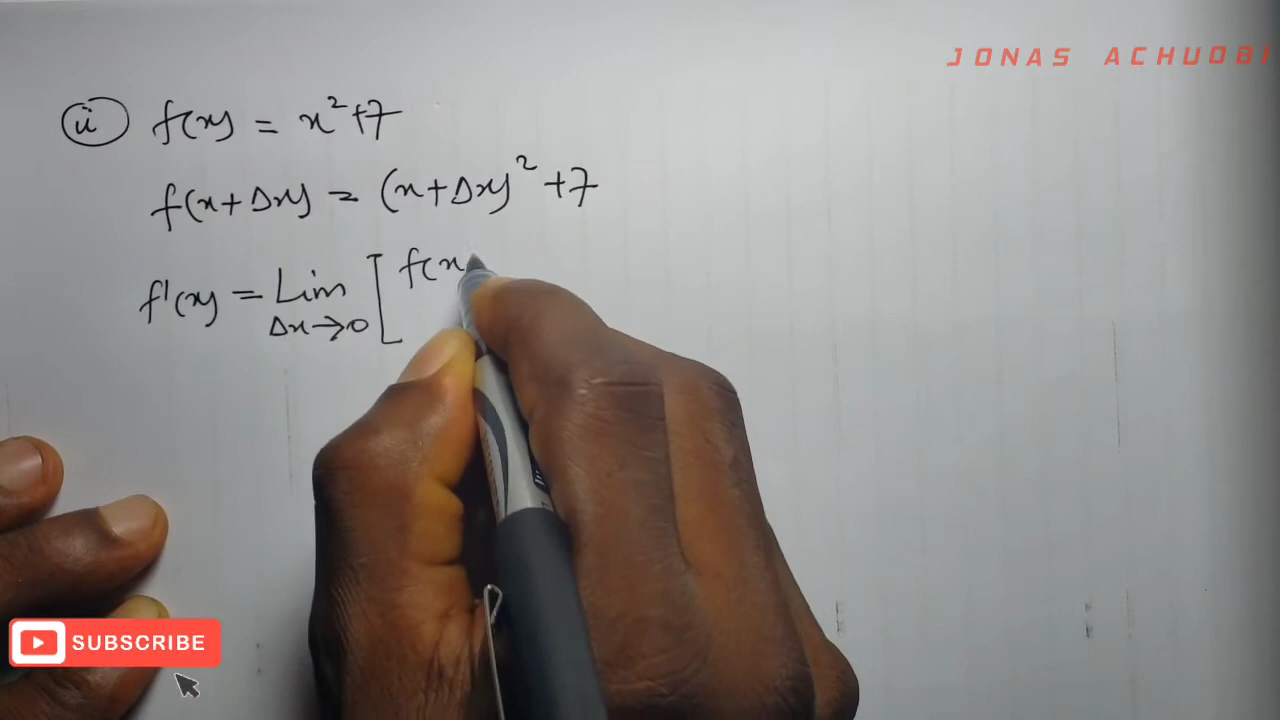 JONAS ACHUOBI
(ii) f(x) = x² + 7
f(x + Δx) = (x + Δx)² + 7
f'(x) = Lim [ f(x
Δx → 0
SUBSCRIBE